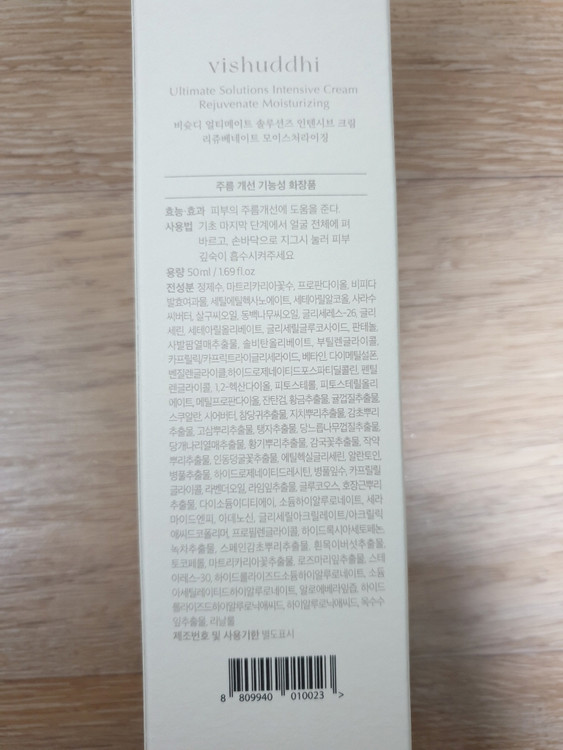 vishuddhi
Ultimate Solutions Intensive Cream
Rejuvenate Moisturizing
비슈디 얼티메이트 솔루션즈 인텐시브 크림
리쥬베네이트 모이스처라이징
주름 개선 기능성 화장품
효능·효과 피부의 주름개선에 도움을 준다.
사용법 기초 마지막 단계에서 얼굴 전체에 펴
바르고, 손바닥으로 지그시 눌러 피부
깊숙이 흡수시켜주세요
용량 50ml / 1.69 fl.oz
전성분 정제수, 마트리카리아꽃수, 프로판다이올, 비피다
발효여과물, 세틸에틸헥사노에이트, 세테아릴알코올, 사라수
씨버터, 살구씨오일, 동백나무씨오일, 글리세레스-26, 글리
세린, 세테아릴올리베이트, 글리세릴글루코사이드, 판테놀,
사발팜열매추출물, 솔비탄올리베이트, 부틸렌글라이콜,
카프릴릭/카프릭트라이글리세라이드, 베타인, 다이메틸설폰,
벤질렌글라이콜, 하이드로제네이티드포스파티딜콜린, 펜틸
렌글라이콜, 1,2-헥산다이올, 피토스테롤, 피토스테릴올리
에이트, 메틸프로판다이올, 잔탄검, 황금추출물, 귤껍질추출물,
스쿠알란, 시어버터, 참당귀추출물, 지치뿌리추출물, 감초뿌리
추출물, 고삼뿌리추출물, 탱자추출물, 당느릅나무껍질추출물,
당개나리열매추출물, 황기뿌리추출물, 감국꽃추출물, 작약
뿌리추출물, 인동덩굴꽃추출물, 에틸헥실글리세린, 알란토인,
병풀추출물, 하이드로제네이티드레시틴, 병풀잎수, 카프릴릴
글라이콜, 라벤더오일, 라임잎추출물, 글루코오스, 호장근뿌리
추출물, 다이소듐이디티에이, 소듐하이알루로네이트, 세라
마이드엔피, 아데노신, 글리세릴아크릴레이트/아크릴릭
애씨드코폴리머, 프로필렌글라이콜, 하이드록시아세토페논,
녹차추출물, 스페인감초뿌리추출물, 흰목이버섯추출물,
토코페롤, 마트리카리아꽃추출물, 로즈마리잎추출물, 스테
아레스-30, 하이드롤라이즈드소듐하이알루로네이트, 소듐
아세틸레이티드하이알루로네이트, 알로에베라잎즙, 하이드
롤라이즈드하이알루로닉애씨드, 하이알루로닉애씨드, 옥수수
잎추출물, 리날룰
제조번호 및 사용기한 별도표시
8 809940 010023 >